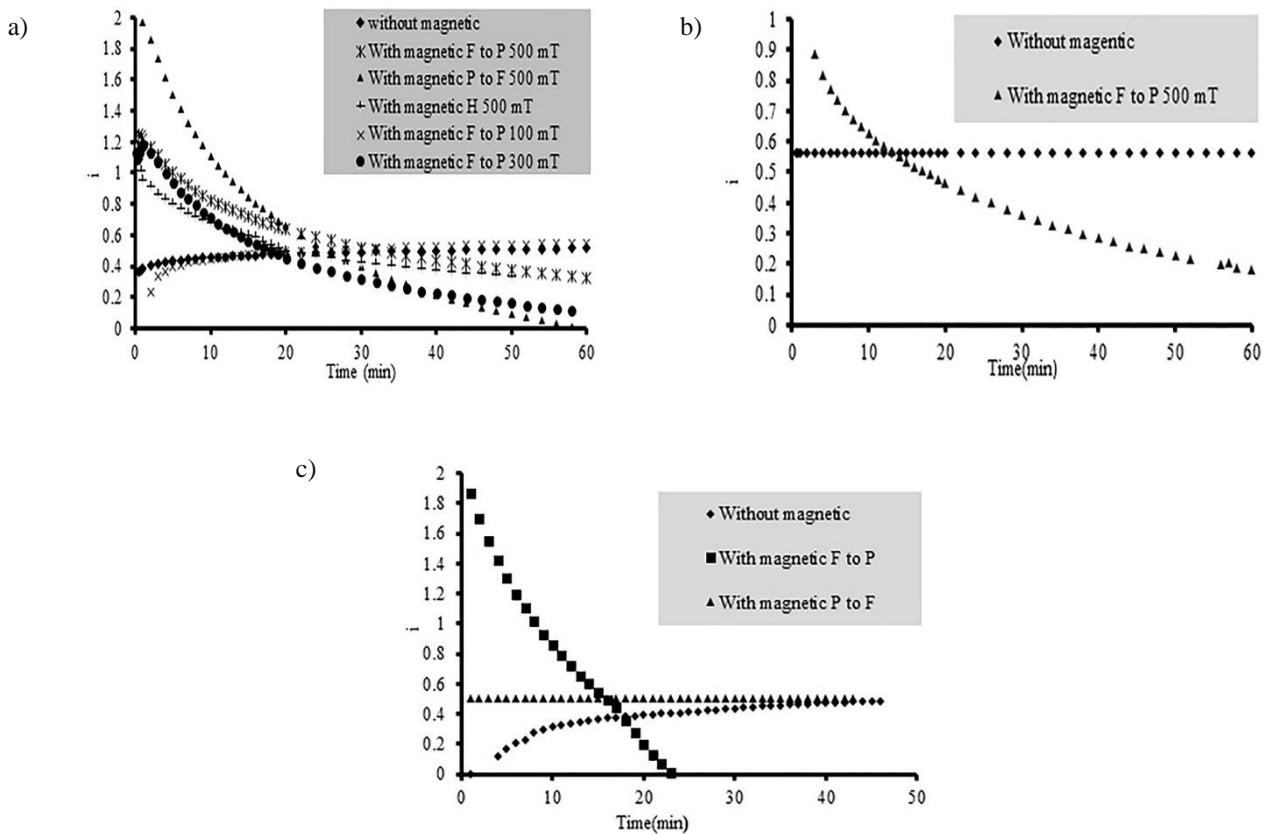 a)
2
1.8
1.6
1.4
1.2
1
0.8
0.6
0.4
0.2
0
i
0 10 20 30 40 50 60
Time (min)
without magnetic
With magnetic F to P 500 mT
With magnetic P to F 500 mT
With magnetic H 500 mT
With magnetic F to P 100 mT
With magnetic F to P 300mT
b)
1
0.9
0.8
0.7
0.6
0.5
0.4
0.3
0.2
0.1
0
i
0 10 20 30 40 50 60
Time(min)
Without magentic
With magnetic F to P 500 mT
c)
2
1.8
1.6
1.4
1.2
1
0.8
0.6
0.4
0.2
0
i
0 10 20 30 40 50
Time(min)
Without magnetic
With magnetic F to P
With magnetic P to F